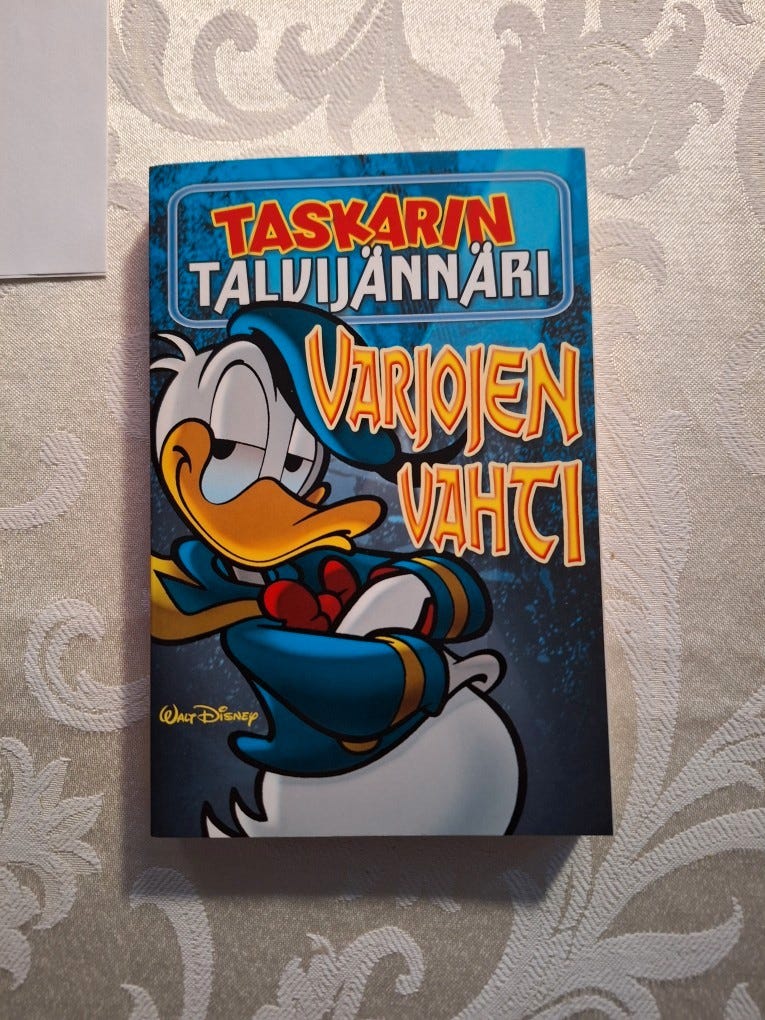 TASKARIN
TALVIJÄNNÄRI
VARJOJEN
VAHTI
WALT DISNEY